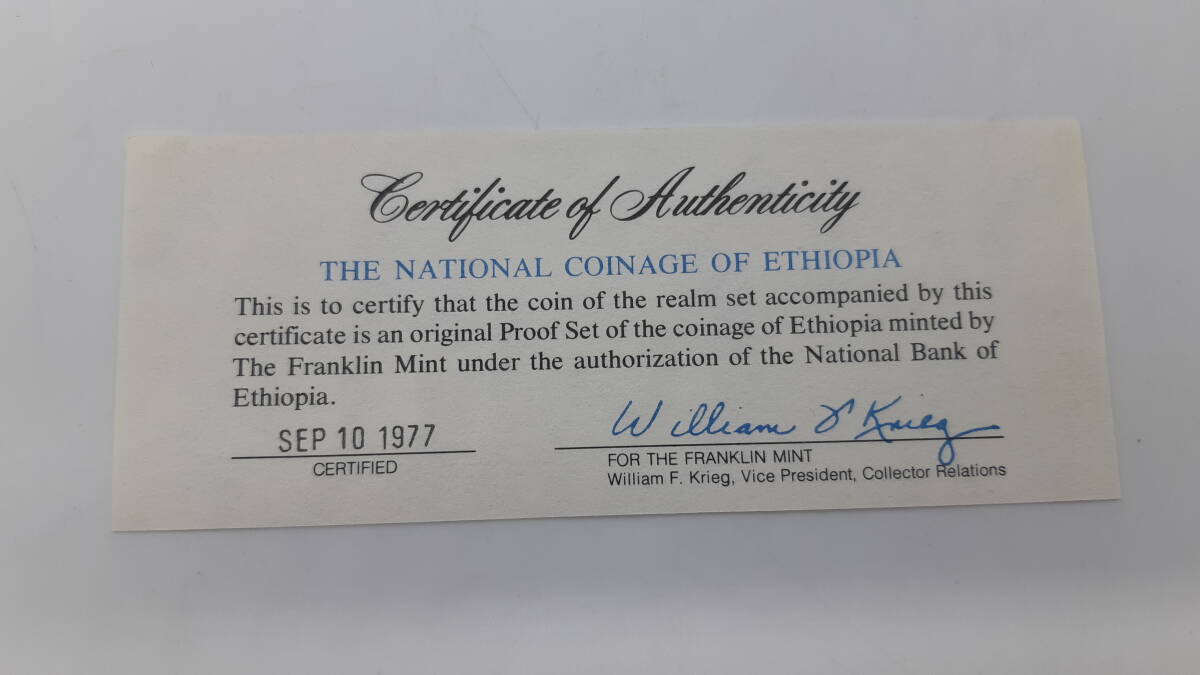 Certificate of Authenticity
THE NATIONAL COINAGE OF ETHIOPIA
This is to certify that the coin of the realm set accompanied by this
certificate is an original Proof Set of the coinage of Ethiopia minted by
The Franklin Mint under the authorization of the National Bank of
Ethiopia.
SEP 10 1977
CERTIFIED
William F Krieg
FOR THE FRANKLIN MINT
William F. Krieg, Vice President, Collector Relations